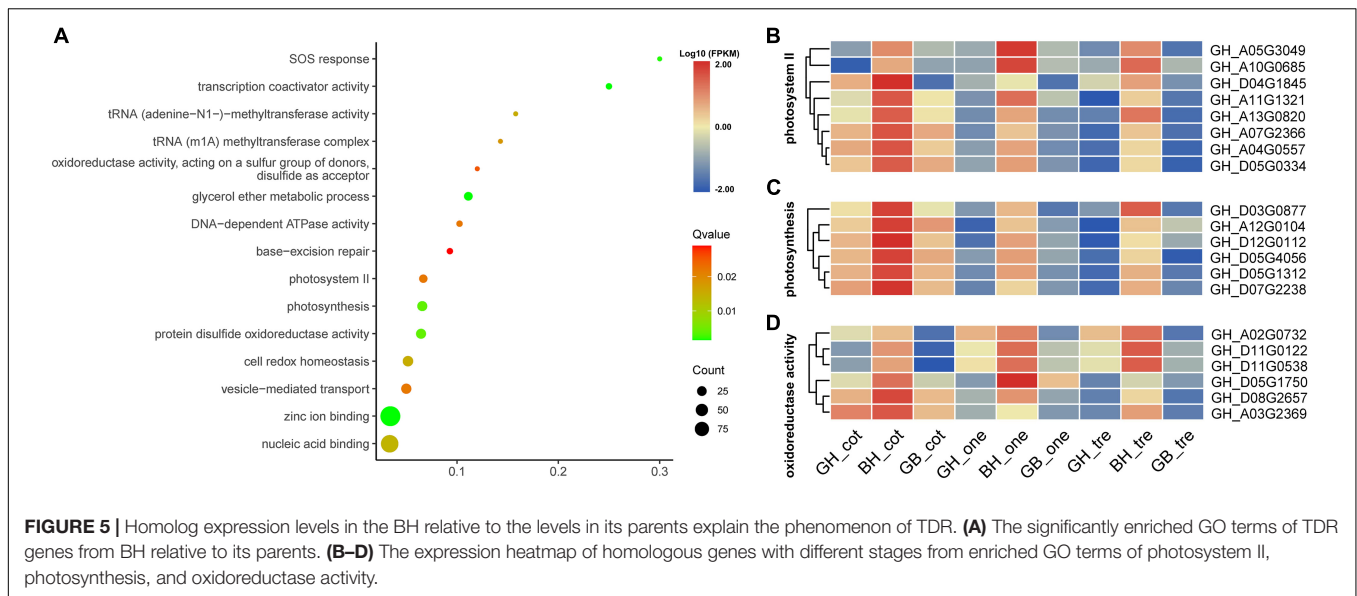 A
SOS response
transcription coactivator activity
tRNA (adenine−N1−)−methyltransferase activity
tRNA (m1A) methyltransferase complex
oxidoreductase activity, acting on a sulfur group of donors,
disulfide as acceptor
glycerol ether metabolic process
DNA−dependent ATPase activity
base−excision repair
photosystem II
photosynthesis
protein disulfide oxidoreductase activity
cell redox homeostasis
vesicle−mediated transport
zinc ion binding
nucleic acid binding
0.1
0.2
0.3
Log10 (FPKM)
2.00
0.00
-2.00
Qvalue
0.02
0.01
Count
25
50
75
B
photosystem II
GH_A05G3049
GH_A10G0685
GH_D04G1845
GH_A11G1321
GH_A13G0820
GH_A07G2366
GH_A04G0557
GH_D05G0334
C
photosynthesis
GH_D03G0877
GH_A12G0104
GH_D12G0112
GH_D05G4056
GH_D05G1312
GH_D07G2238
D
oxidoreductase activity
GH_A02G0732
GH_D11G0122
GH_D11G0538
GH_D05G1750
GH_D08G2657
GH_A03G2369
GH_cot
BH_cot
GB_cot
GH_one
BH_one
GB_one
GH_tre
BH_tre
GB_tre
FIGURE 5 | Homolog expression levels in the BH relative to the levels in its parents explain the phenomenon of TDR. (A) The significantly enriched GO terms of TDR
genes from BH relative to its parents. (B–D) The expression heatmap of homologous genes with different stages from enriched GO terms of photosystem II,
photosynthesis, and oxidoreductase activity.